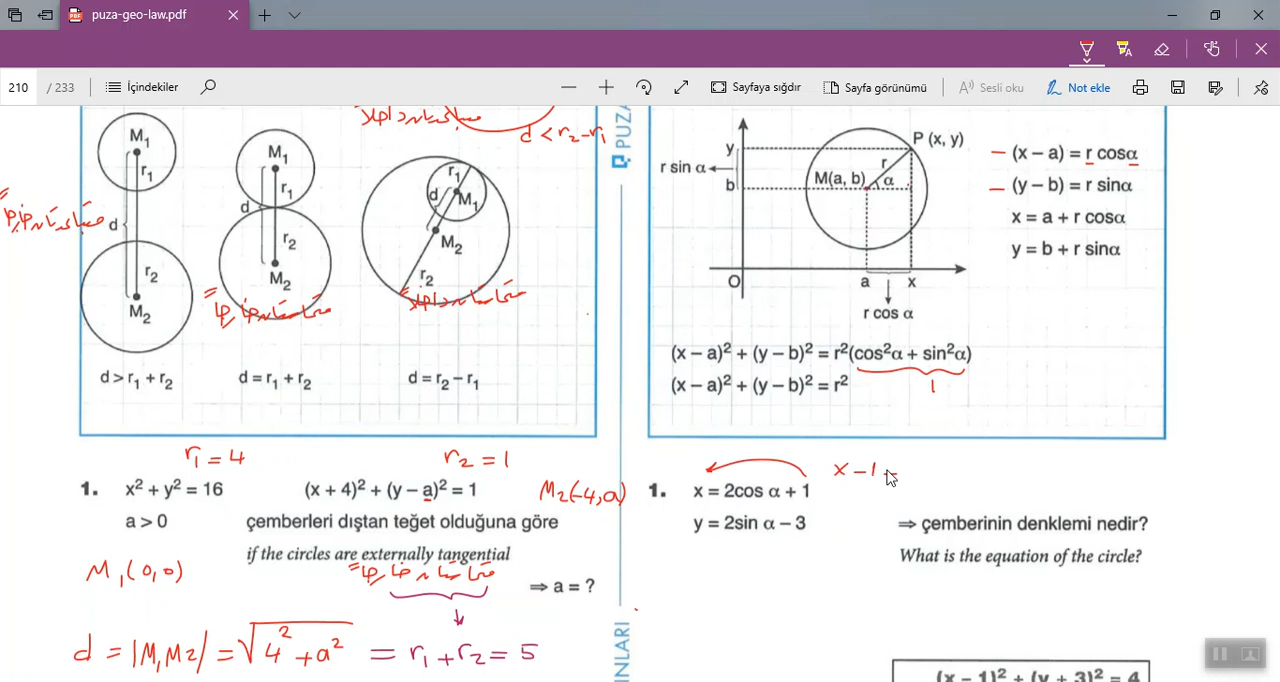 puza-geo-law.pdf
210 / 233 İçindekiler Sayfaya sığdır Sayfa görünümü Sesli oku Not ekle
d < r₂ – r₁
M₁
r₁
d
r₂
M₂
d > r₁ + r₂
M₁
r₁
d
r₂
M₂
d = r₁ + r₂
r₁
d
M₁
M₂
r₂
d = r₂ – r₁
PUZA
y
r sin α
b
P (x, y)
r
M(a, b)
α
O
a
x
r cos α
(x – a) = r cosα
(y – b) = r sinα
x = a + r cosα
y = b + r sinα
(x – a)² + (y – b)² = r²(cos²α + sin²α)
1
(x – a)² + (y – b)² = r²
r₁ = 4
r₂ = 1
1. x² + y² = 16 (x + 4)² + (y – a)² = 1
M₂(-4,a)
a > 0 çemberleri dıştan teğet olduğuna göre
if the circles are externally tangential
M₁(0,0)
⇒ a = ?
d = |M₁M₂| = √4² + a² = r₁ + r₂ = 5
INLARI
x – 1 =
1. x = 2cos α + 1
y = 2sin α – 3 ⇒ çemberinin denklemi nedir?
What is the equation of the circle?
(x – 1)² + (y + 3)² = 4